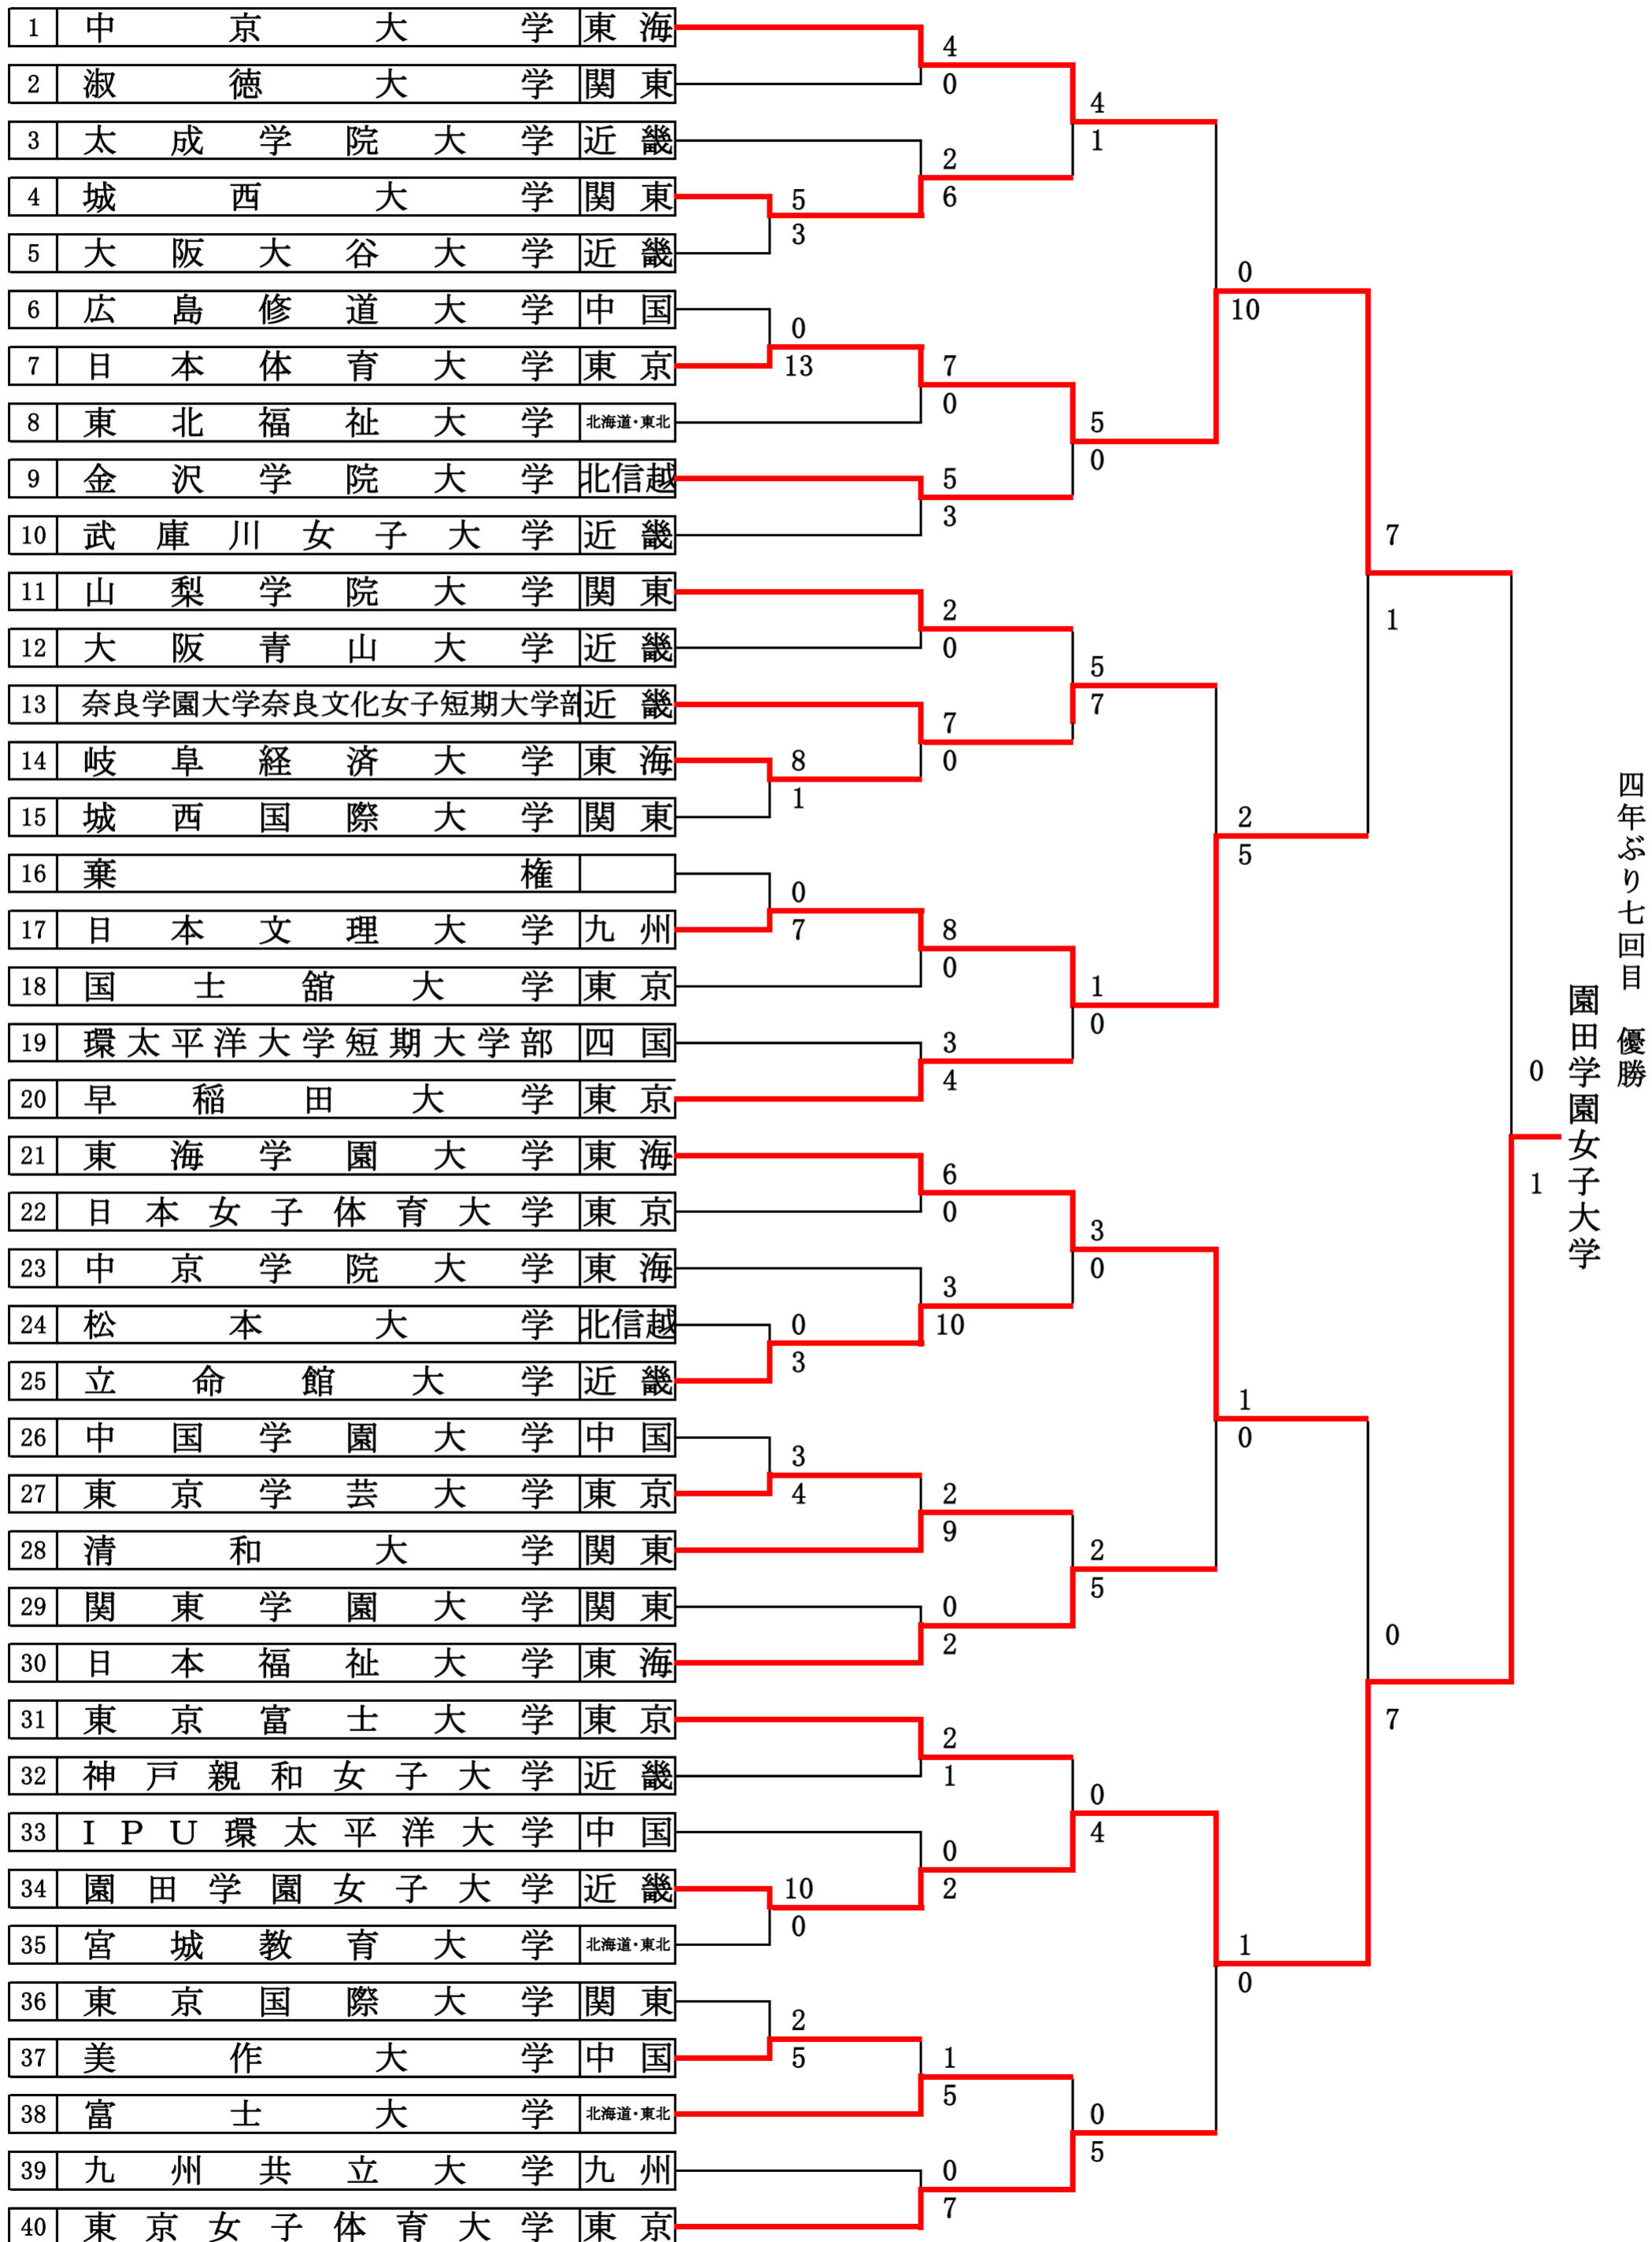 1 中京大学 東海
2 淑徳大学 関東
3 太成学院大学 近畿
4 城西大学 関東
5 大阪大谷大学 近畿
6 広島修道大学 中国
7 日本体育大学 東京
8 東北福祉大学 北海道・東北
9 金沢学院大学 北信越
10 武庫川女子大学 近畿
11 山梨学院大学 関東
12 大阪青山大学 近畿
13 奈良学園大学奈良文化女子短期大学部 近畿
14 岐阜経済大学 東海
15 城西国際大学 関東
16 棄権
17 日本文理大学 九州
18 国士舘大学 東京
19 環太平洋大学短期大学部 四国
20 早稲田大学 東京
21 東海学園大学 東海
22 日本女子体育大学 東京
23 中京学院大学 東海
24 松本大学 北信越
25 立命館大学 近畿
26 中国学園大学 中国
27 東京学芸大学 東京
28 清和大学 関東
29 関東学園大学 関東
30 日本福祉大学 東海
31 東京富士大学 東京
32 神戸親和女子大学 近畿
33 ＩＰＵ環太平洋大学 中国
34 園田学園女子大学 近畿
35 宮城教育大学 北海道・東北
36 東京国際大学 関東
37 美作大学 中国
38 富士大学 北海道・東北
39 九州共立大学 九州
40 東京女子体育大学 東京
5
3
0
13
8
1
0
7
0
3
3
4
10
0
2
5
4
0
2
6
7
0
5
3
2
0
7
0
8
0
3
4
6
0
3
10
2
9
0
2
2
1
0
2
1
5
0
7
4
1
5
0
5
7
1
0
3
0
2
5
0
4
0
5
0
10
2
5
1
0
1
0
7
1
0
7
0
1
四年ぶり七回目 優勝
園田学園女子大学